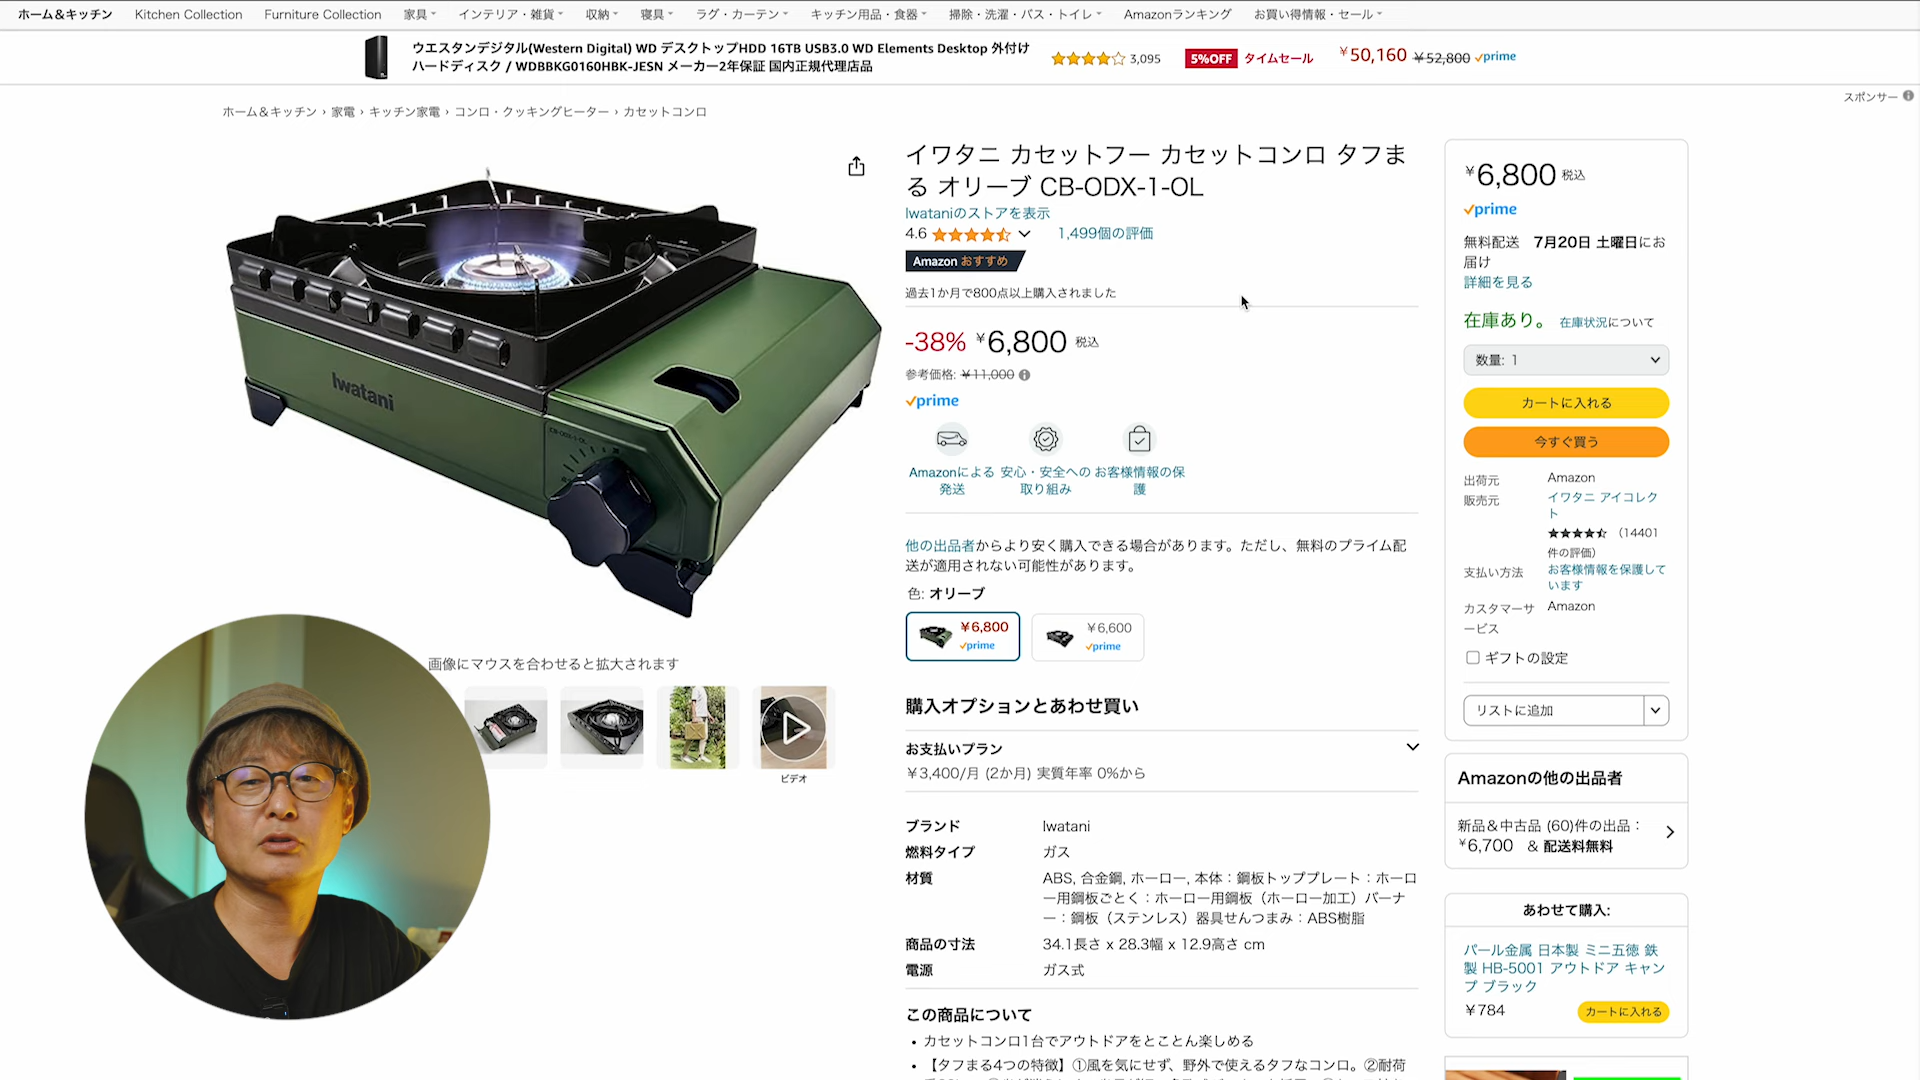 ホーム＆キッチン Kitchen Collection Furniture Collection 家具 インテリア・雑貨 収納 寝具 ラグ・カーテン キッチン用品・食器 掃除・洗濯・バス・トイレ Amazonランキング お買い得情報・セール
ウエスタンデジタル(Western Digital) WD デスクトップHDD 16TB USB3.0 WD Elements Desktop 外付け
ハードディスク / WDBBKG0160HBK-JESN メーカー2年保証 国内正規代理店品
3,095
5%OFF タイムセール
¥50,160 ¥52,800 prime
スポンサー
ホーム＆キッチン › 家電 › キッチン家電 › コンロ・クッキングヒーター › カセットコンロ
Iwatani
CB-ODX-1-OL
画像にマウスを合わせると拡大されます
ビデオ
イワタニ カセットフー カセットコンロ タフま
る オリーブ CB-ODX-1-OL
Iwataniのストアを表示
4.6 1,499個の評価
Amazon おすすめ
過去1か月で800点以上購入されました
-38% ¥6,800 税込
参考価格: ¥11,000
prime
Amazonによる
発送
安心・安全への
取り組み
お客様情報の保
護
他の出品者からより安く購入できる場合があります。ただし、無料のプライム配
送が適用されない可能性があります。
色: オリーブ
¥6,800
prime
¥6,600
prime
購入オプションとあわせ買い
お支払いプラン
¥3,400/月 (2か月) 実質年率 0%から
ブランド Iwatani
燃料タイプ ガス
材質 ABS, 合金鋼, ホーロー, 本体：鋼板トッププレート：ホーロ
ー用鋼板ごとく：ホーロー用鋼板（ホーロー加工）バーナ
ー：鋼板（ステンレス）器具せんつまみ：ABS樹脂
商品の寸法 34.1長さ x 28.3幅 x 12.9高さ cm
電源 ガス式
この商品について
• カセットコンロ1台でアウトドアをとことん楽しめる
• 【タフまる4つの特徴】①風を気にせず、野外で使えるタフなコンロ。②耐荷
¥6,800 税込
prime
無料配送 7月20日 土曜日にお
届け
詳細を見る
在庫あり。 在庫状況について
数量: 1
カートに入れる
今すぐ買う
出荷元 Amazon
販売元 イワタニ アイコレク
ト
（14401
件の評価）
支払い方法 お客様情報を保護して
います
カスタマーサ
ービス
Amazon
ギフトの設定
リストに追加
Amazonの他の出品者
新品＆中古品 (60)件の出品：
¥6,700 & 配送料無料
あわせて購入:
パール金属 日本製 ミニ五徳 鉄
製 HB-5001 アウトドア キャン
プ ブラック
¥784 カートに入れる